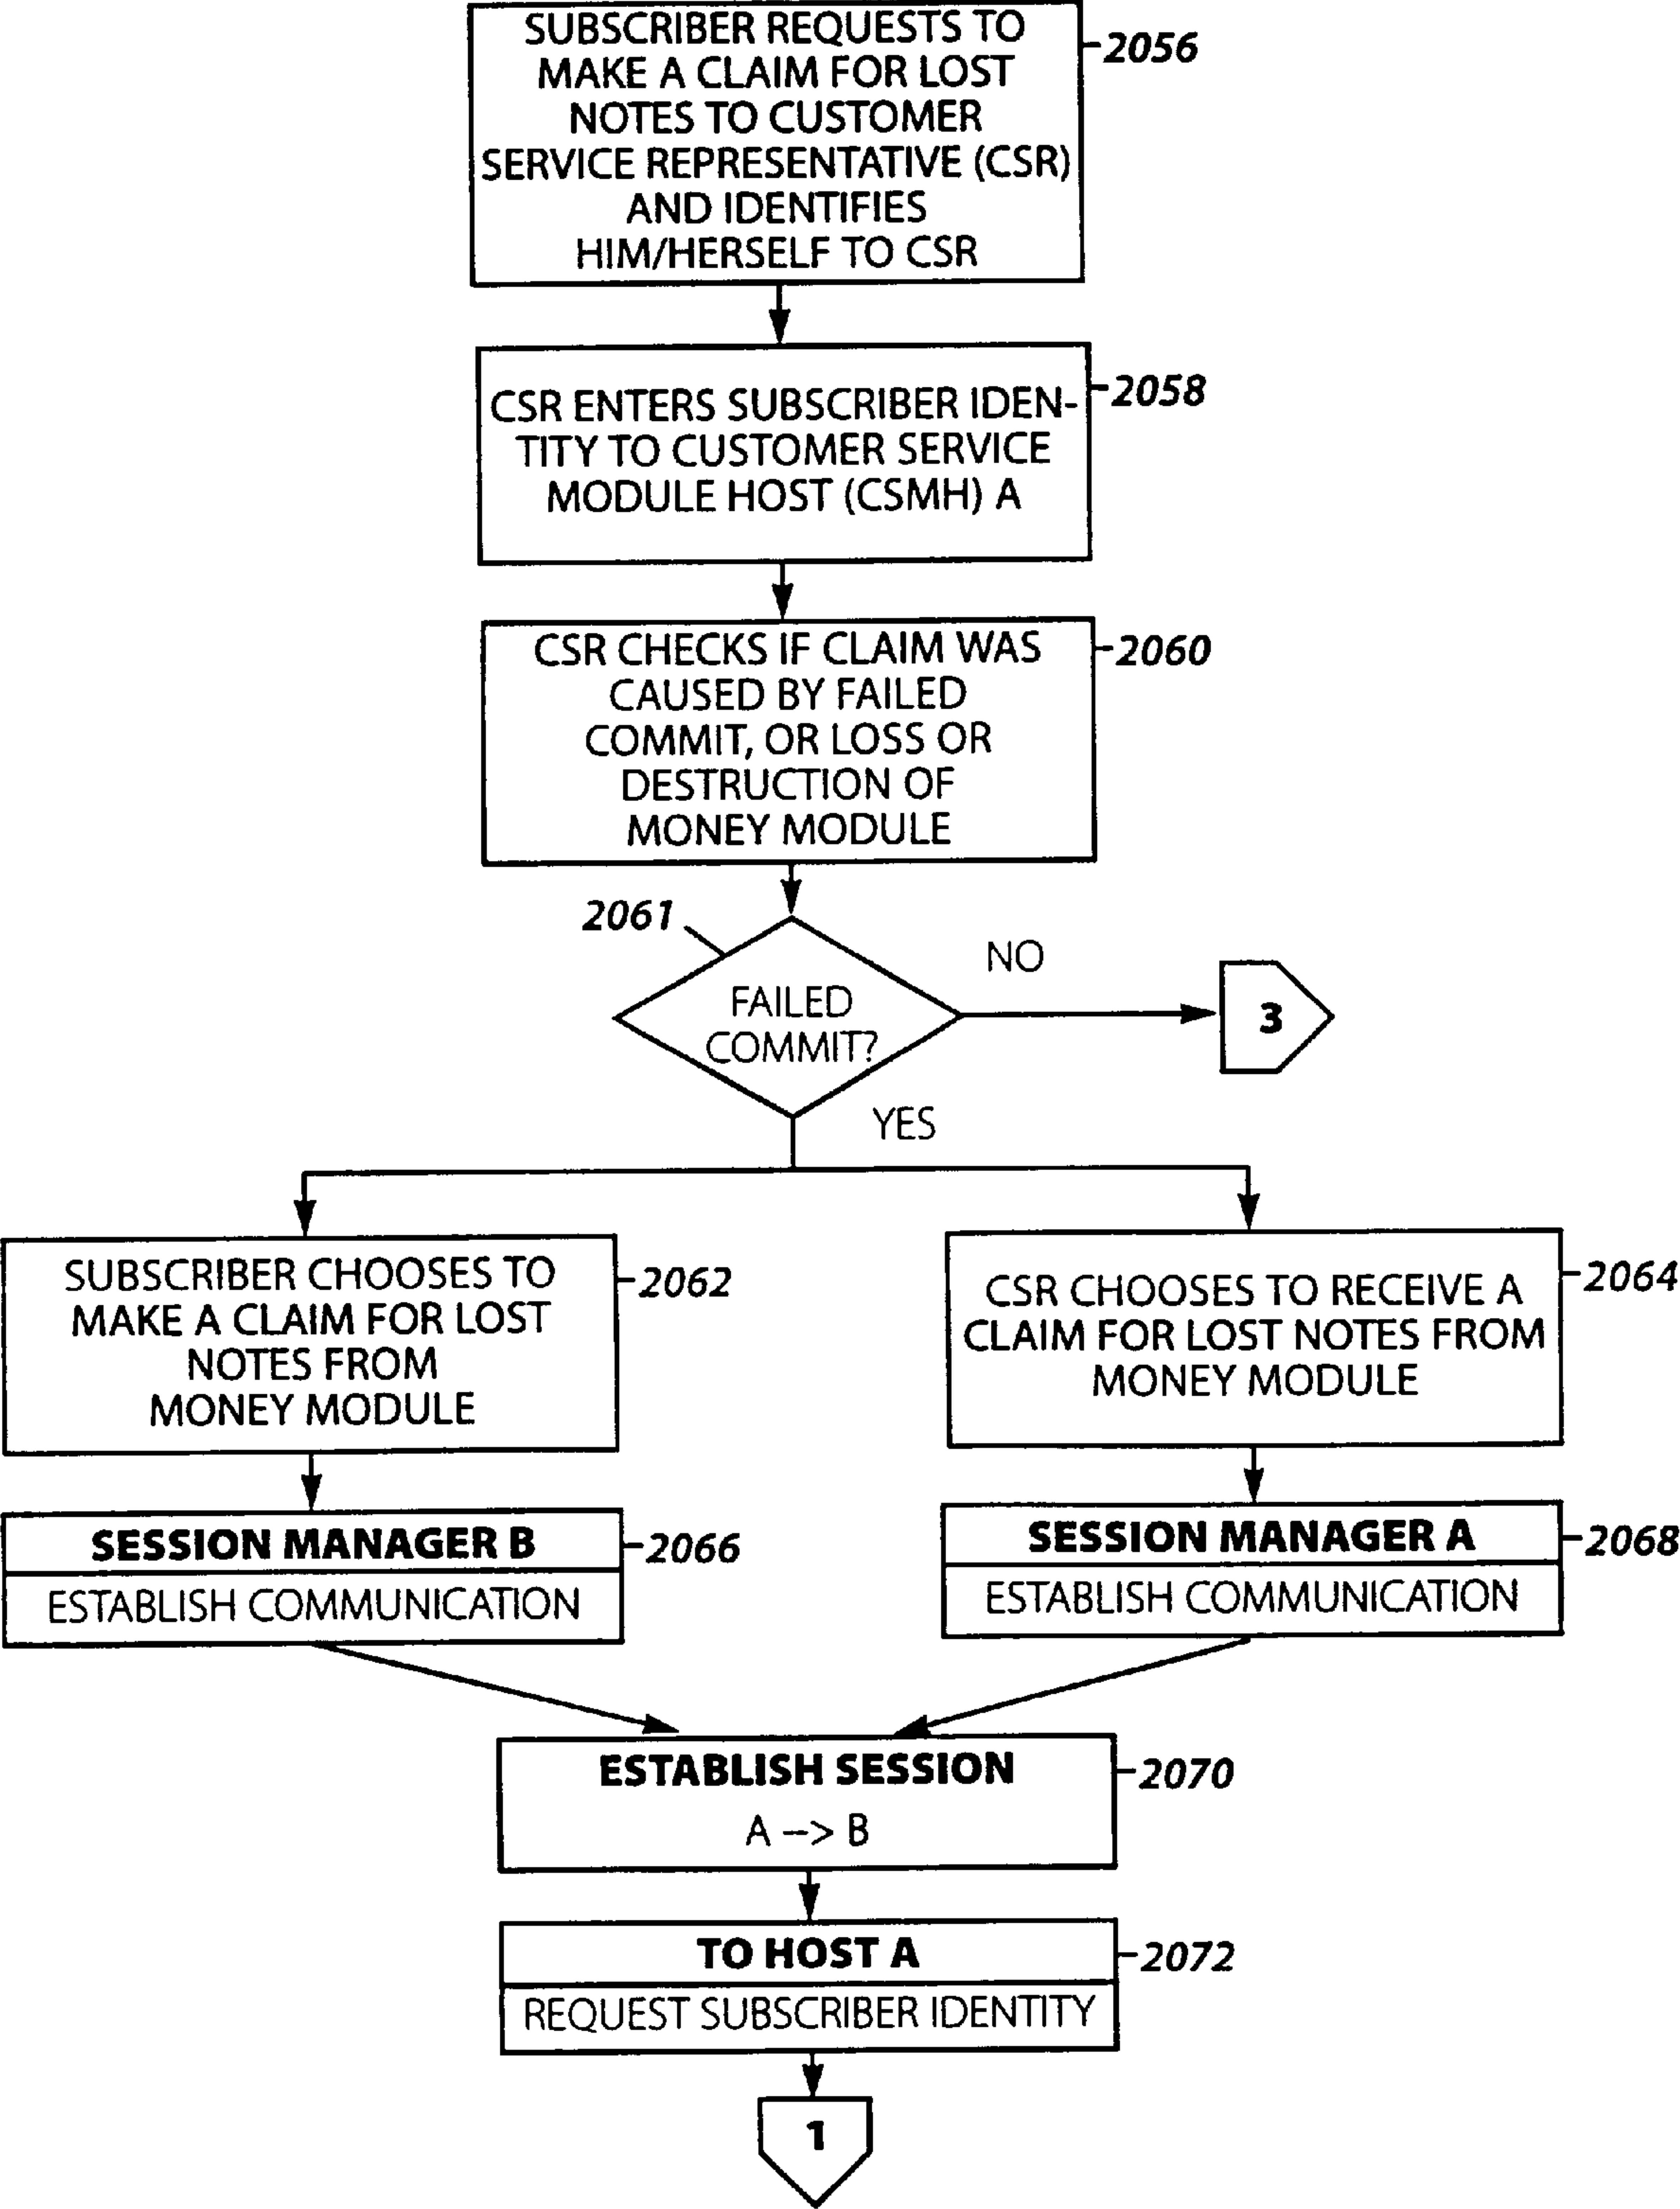 SUBSCRIBER REQUESTS TO
MAKE A CLAIM FOR LOST
NOTES TO CUSTOMER
SERVICE REPRESENTATIVE (CSR)
AND IDENTIFIES
HIM/HERSELF TO CSR
2056
CSR ENTERS SUBSCRIBER IDEN-
TITY TO CUSTOMER SERVICE
MODULE HOST (CSMH) A
2058
CSR CHECKS IF CLAIM WAS
CAUSED BY FAILED
COMMIT, OR LOSS OR
DESTRUCTION OF
MONEY MODULE
2060
2061
FAILED
COMMIT?
NO
3
YES
SUBSCRIBER CHOOSES TO
MAKE A CLAIM FOR LOST
NOTES FROM
MONEY MODULE
2062
CSR CHOOSES TO RECEIVE A
CLAIM FOR LOST NOTES FROM
MONEY MODULE
2064
SESSION MANAGER B
2066
ESTABLISH COMMUNICATION
SESSION MANAGER A
2068
ESTABLISH COMMUNICATION
ESTABLISH SESSION
2070
A --> B
TO HOST A
2072
REQUEST SUBSCRIBER IDENTITY
1